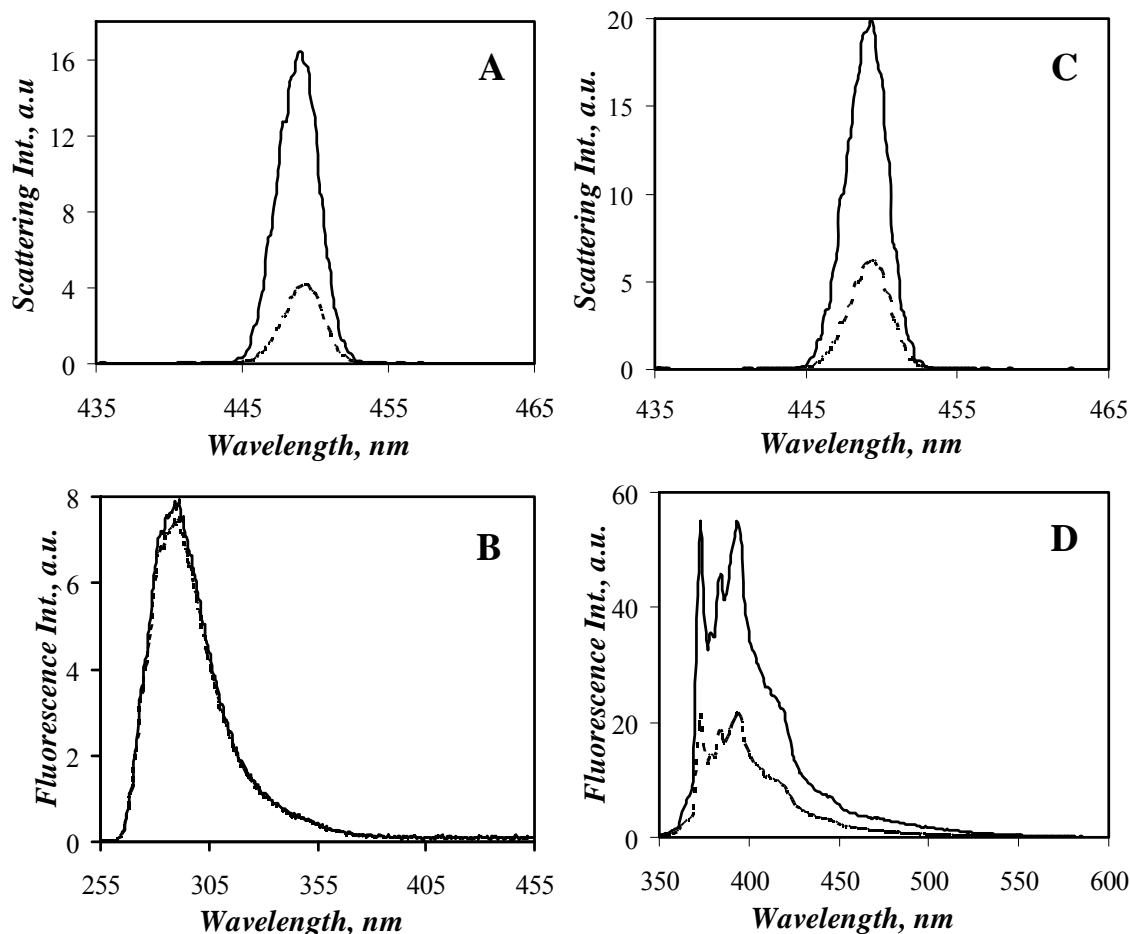 A
Scattering Int., a.u
16
12
8
4
0
435 445 455 465
Wavelength, nm
C
Scattering Int., a.u.
20
15
10
5
0
435 445 455 465
Wavelength, nm
B
Fluorescence Int., a.u.
8
6
4
2
0
255 305 355 405 455
Wavelength, nm
D
Fluorescence Int., a.u.
60
40
20
0
350 400 450 500 550 600
Wavelength, nm